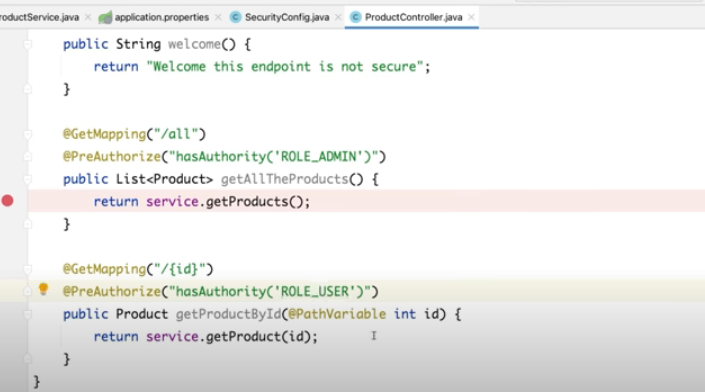 roductService.java × application.properties × SecurityConfig.java × ProductController.java ×
public String welcome() {
return "Welcome this endpoint is not secure";
}
@GetMapping("/all")
@PreAuthorize("hasAuthority('ROLE_ADMIN')")
public List<Product> getAllTheProducts() {
return service.getProducts();
}
@GetMapping("/{id}")
@PreAuthorize("hasAuthority('ROLE_USER')")
public Product getProductById(@PathVariable int id) {
return service.getProduct(id);
}
}